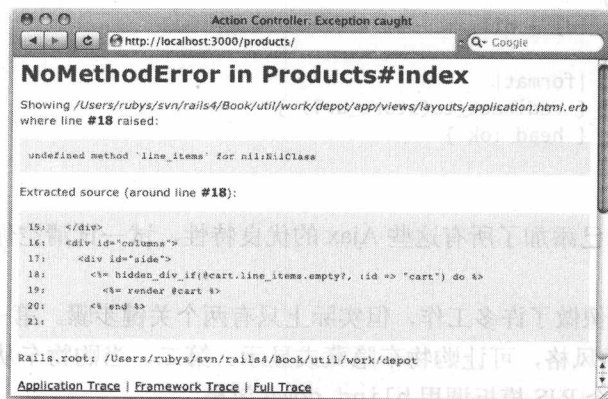 Action Controller: Exception caught
http://localhost:3000/products/
Google
NoMethodError in Products#index
Showing /Users/rubys/svn/rails4/Book/util/work/depot/app/views/layouts/application.html.erb
where line #18 raised:
undefined method `line_items' for nil:NilClass
Extracted source (around line #18):
15: </div>
16: <div id="columns">
17: <div id="side">
18: <%= hidden_div_if(@cart.line_items.empty?, :id => "cart") do %>
19: <%= render @cart %>
20: <% end %>
21:
Rails.root: /Users/rubys/svn/rails4/Book/util/work/depot
Application Trace | Framework Trace | Full Trace